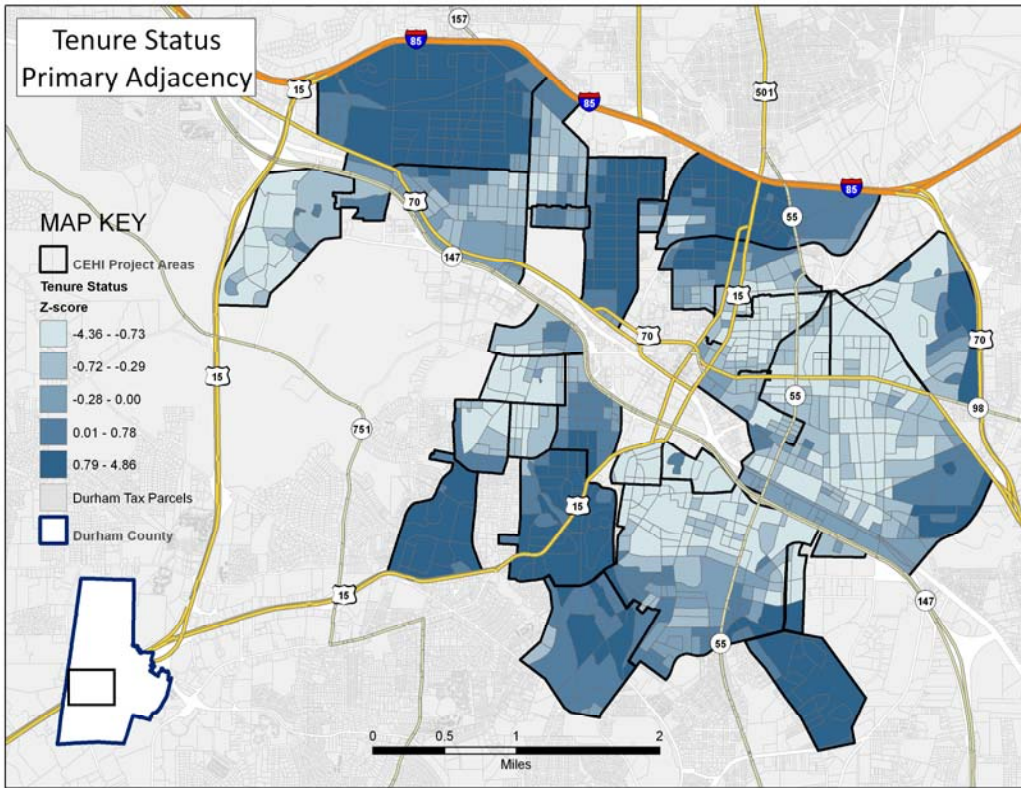 Tenure Status
Primary Adjacency
157
85
15
501
85
85
55
MAP KEY
CEHI Project Areas
Tenure Status
Z-score
-4.36 - -0.73
-0.72 - -0.29
-0.28 - 0.00
0.01 - 0.78
0.79 - 4.86
Durham Tax Parcels
Durham County
70
147
15
70
70
15
55
98
751
15
15
147
55
0 0.5 1 2
Miles